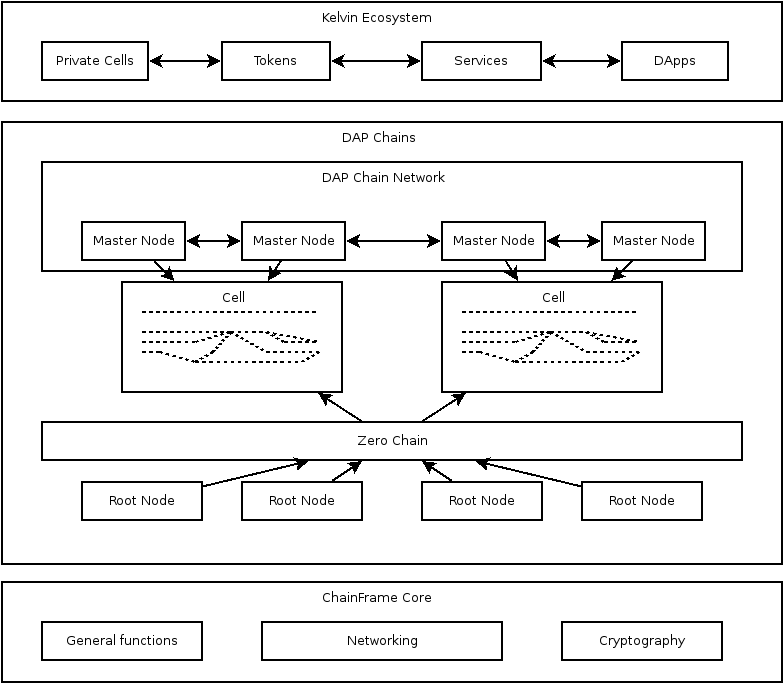 Kelvin Ecosystem
Private Cells
Tokens
Services
DApps
DAP Chains
DAP Chain Network
Master Node
Master Node
Master Node
Master Node
Cell
Cell
Zero Chain
Root Node
Root Node
Root Node
Root Node
ChainFrame Core
General functions
Networking
Cryptography